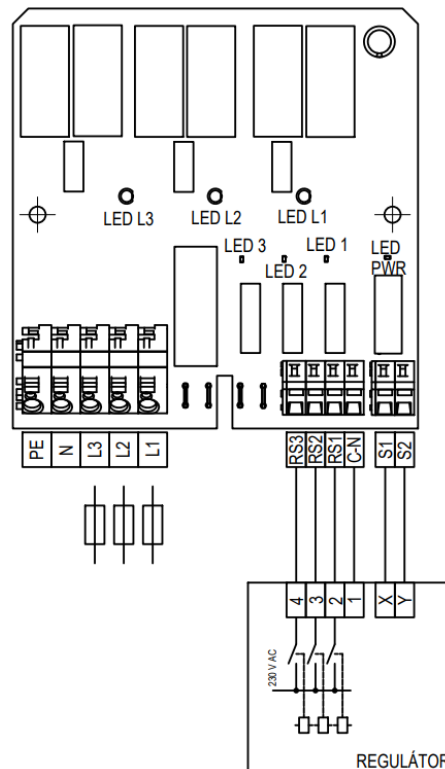 LED L3
LED L2
LED L1
LED 3
LED 2
LED 1
LED
PWR
PE
N
L3
L2
L1
RS3
RS2
RS1
C-N
S1
S2
4
3
2
1
X
Y
230 V AC
REGULÁTOR